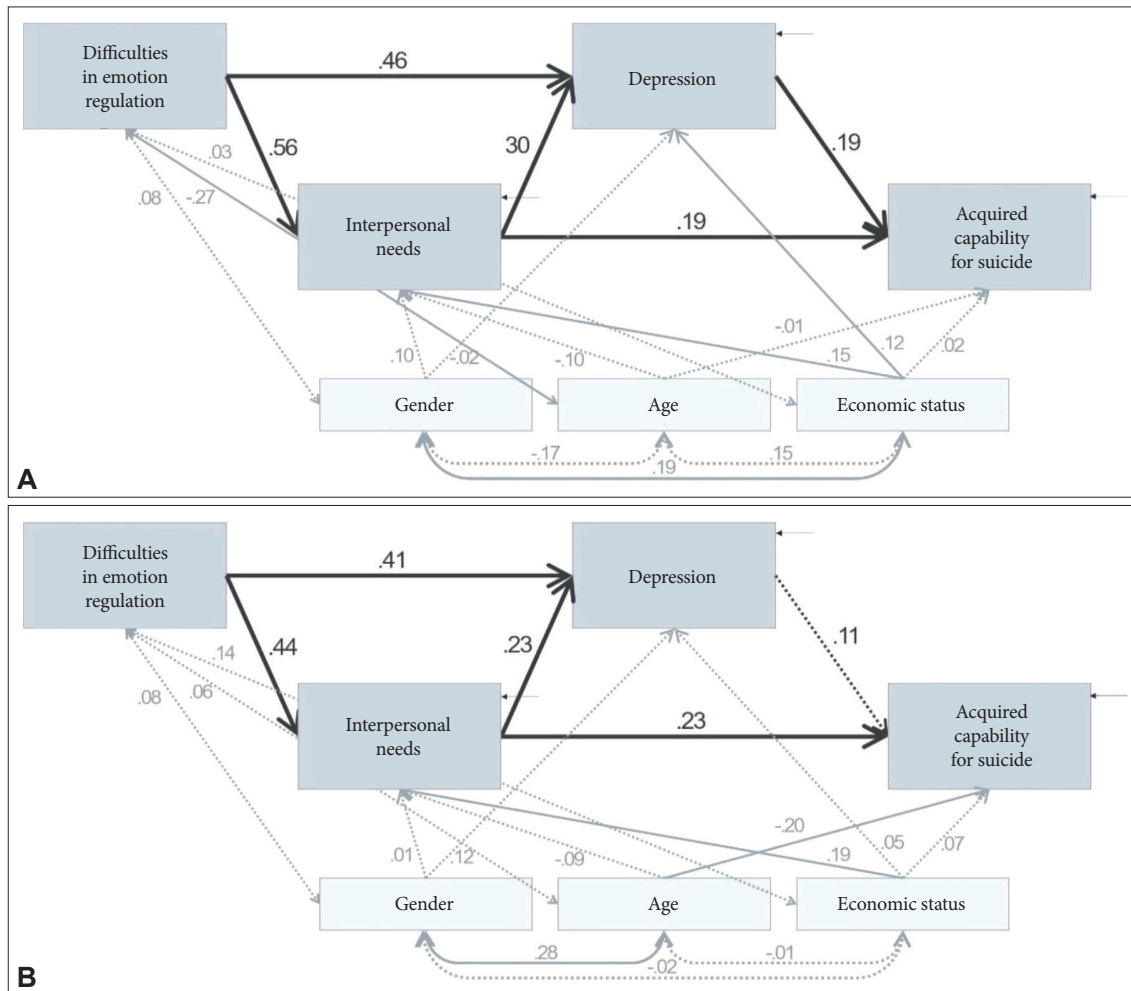 Difficulties
in emotion
regulation
.46
Depression
.56
.03
30
.19
.08
-.27
Interpersonal
needs
.19
Acquired
capability
for suicide
.10
-.02
-.10
-.01
.15
.12
.02
Gender
Age
Economic status
-.17
.19
.15
A
Difficulties
in emotion
regulation
.41
Depression
.44
.14
.23
.11
.08
.06
Interpersonal
needs
.23
Acquired
capability
for suicide
.01
.12
-.09
-.20
.19
.05
.07
Gender
Age
Economic status
.28
-.02
-.01
B